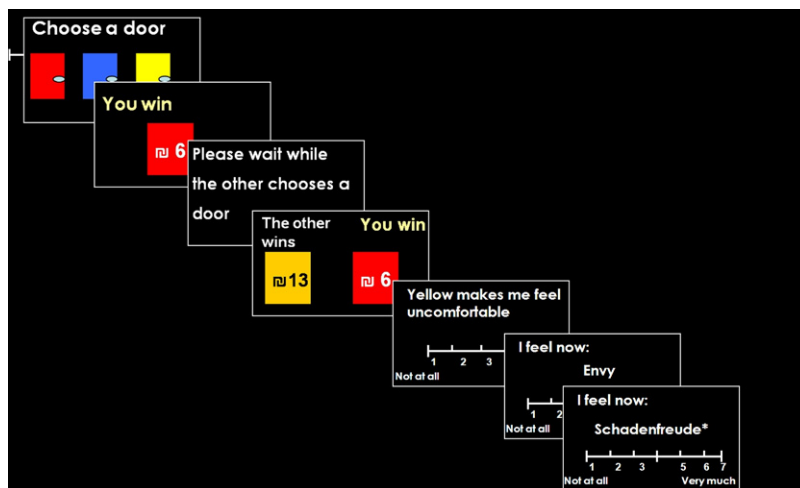 Choose a door
You win
₪ 6
Please wait while
the other chooses a
door
The other
wins
You win
₪13
₪ 6
Yellow makes me feel
uncomfortable
1 2 3
Not at all
I feel now:
Envy
1 2
Not at all
I feel now:
Schadenfreude*
1 2 3 5 6 7
Not at all Very much